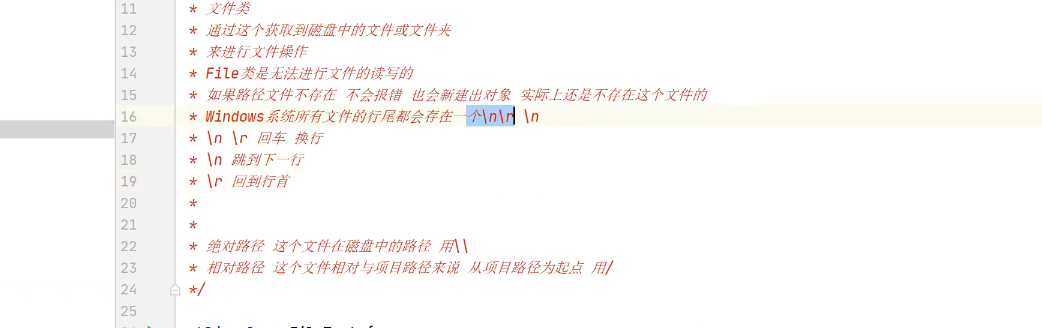 11 * 文件类
12 * 通过这个获取到磁盘中的文件或文件夹
13 * 来进行文件操作
14 * File类是无法进行文件的读写的
15 * 如果路径文件不存在 不会报错 也会新建出对象 实际上还是不存在这个文件的
16 * Windows系统所有文件的行尾都会存在一个\n\r \n
17 * \n \r 回车 换行
18 * \n 跳到下一行
19 * \r 回到行首
20 *
21 *
22 * 绝对路径 这个文件在磁盘中的路径 用\\
23 * 相对路径 这个文件相对与项目路径来说 从项目路径为起点 用/
24 */
25